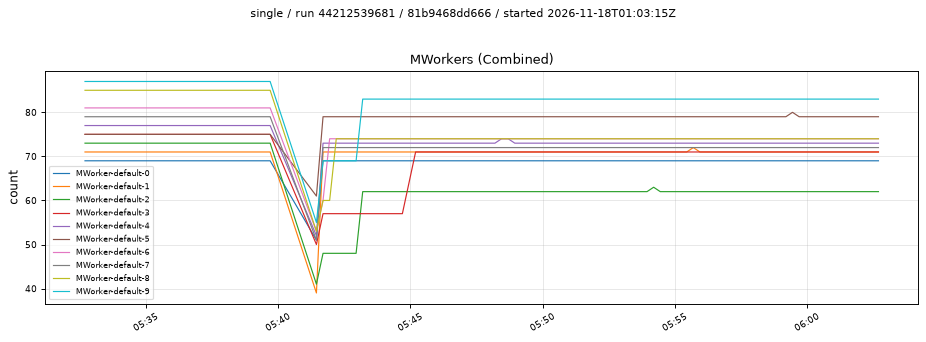 single / run 44212539681 / 81b9468dd666 / started 2026-11-18T01:03:15Z
MWorkers (Combined)
count
80
70
60
50
40
MWorker-default-0
MWorker-default-1
MWorker-default-2
MWorker-default-3
MWorker-default-4
MWorker-default-5
MWorker-default-6
MWorker-default-7
MWorker-default-8
MWorker-default-9
05:35
05:40
05:45
05:50
05:55
06:00